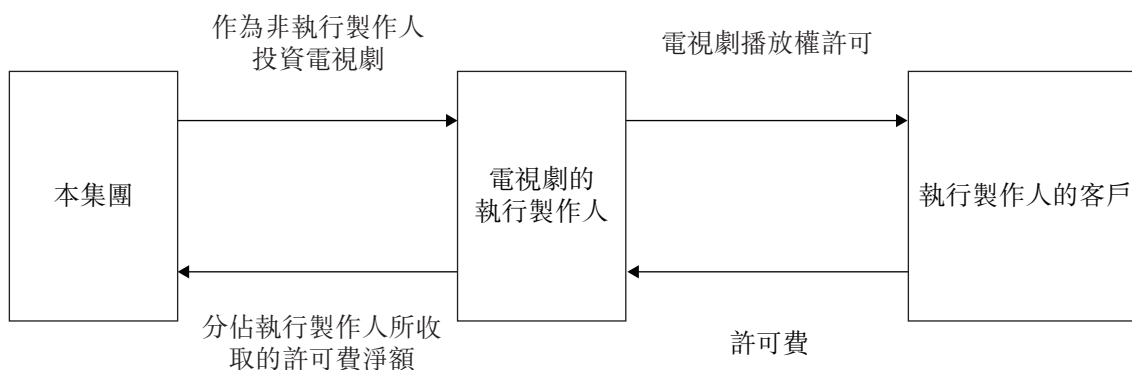 作為非執行製作人
投資電視劇
電視劇播放權許可
本集團
電視劇的
執行製作人
執行製作人的客戶
分佔執行製作人所收
取的許可費淨額
許可費